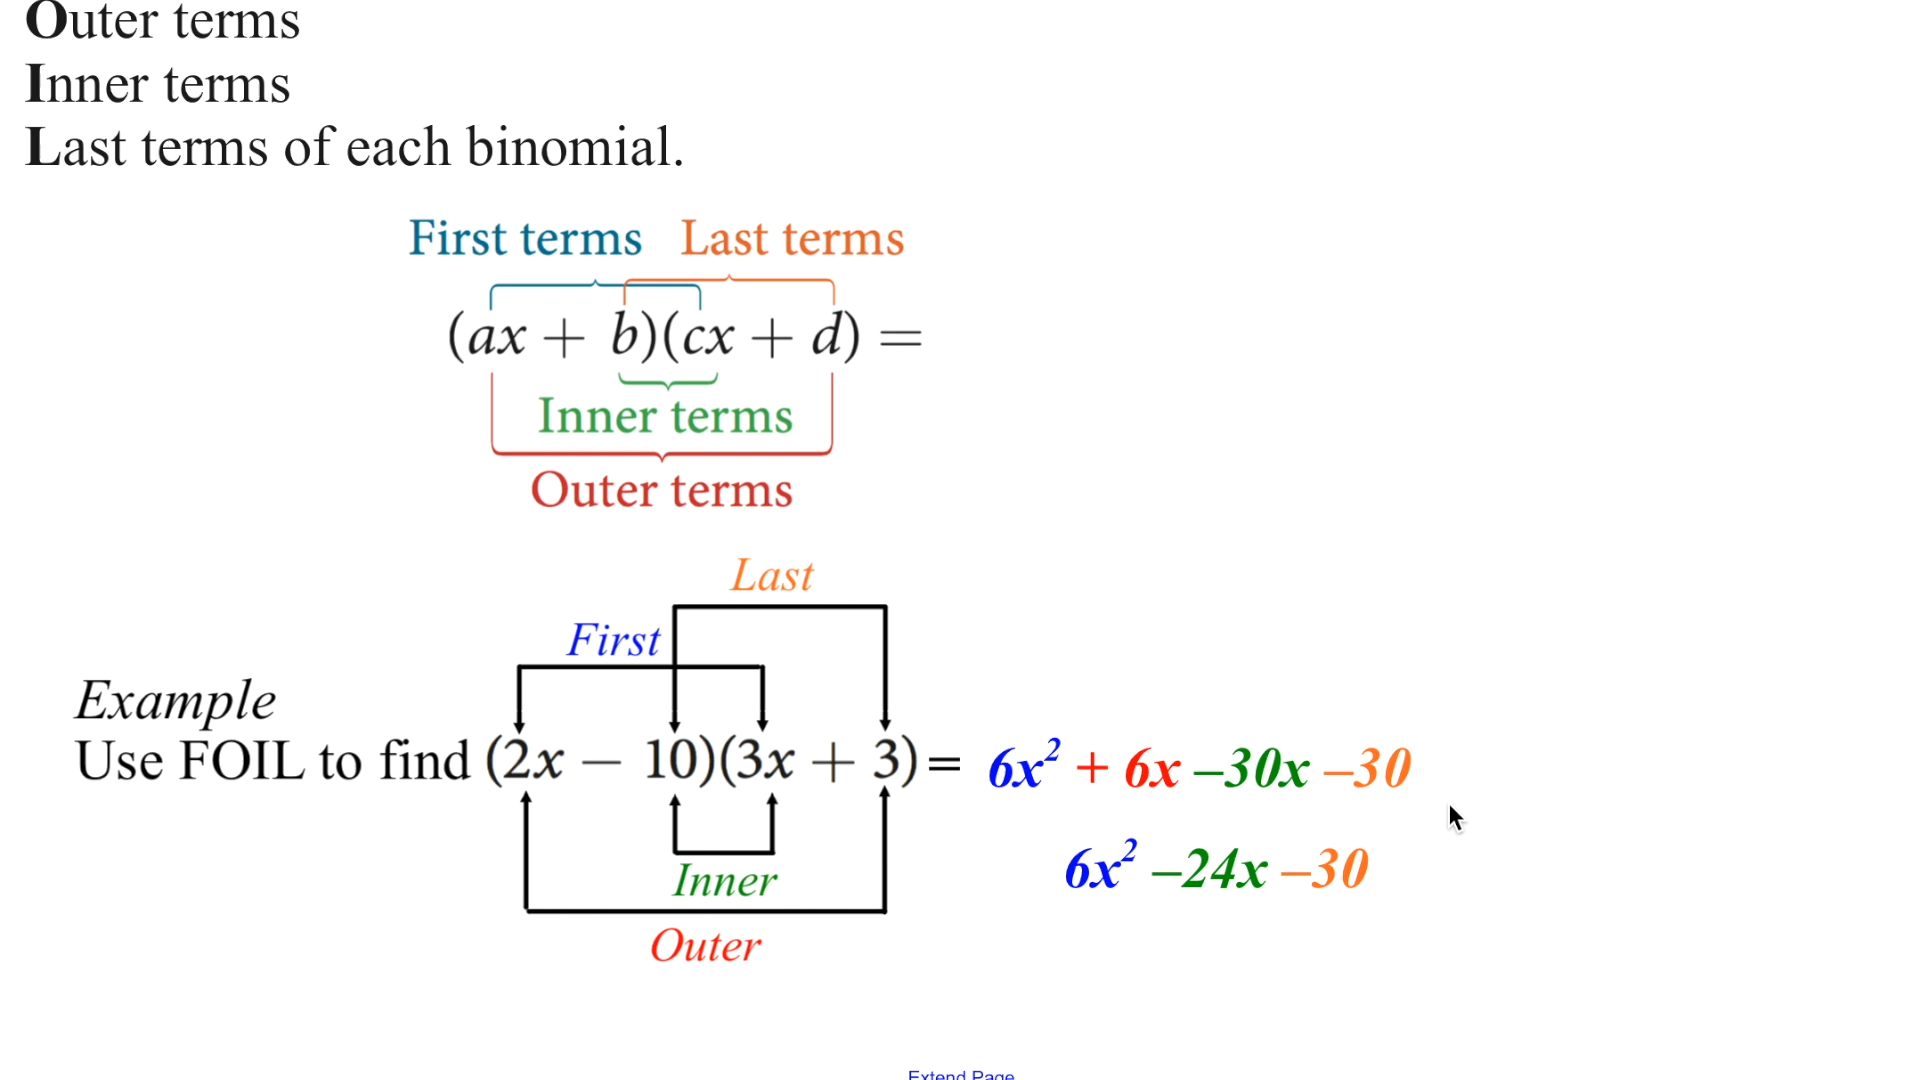 Outer terms
Inner terms
Last terms of each binomial.
First terms Last terms
(ax + b)(cx + d) =
Inner terms
Outer terms
Last
First
Example
Use FOIL to find (2x − 10)(3x + 3) = 6x² + 6x −30x −30
6x² −24x −30
Inner
Outer
Extend Page